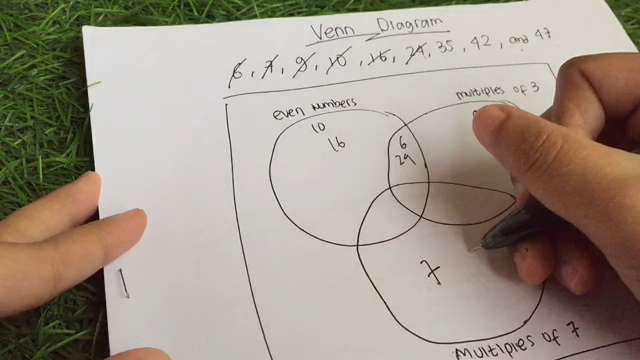 Venn Diagram
6, 7, 9, 10, 16, 24, 35, 42, and 47
multiples of 3
even numbers
10
16
6
24
7
Multiples of 7